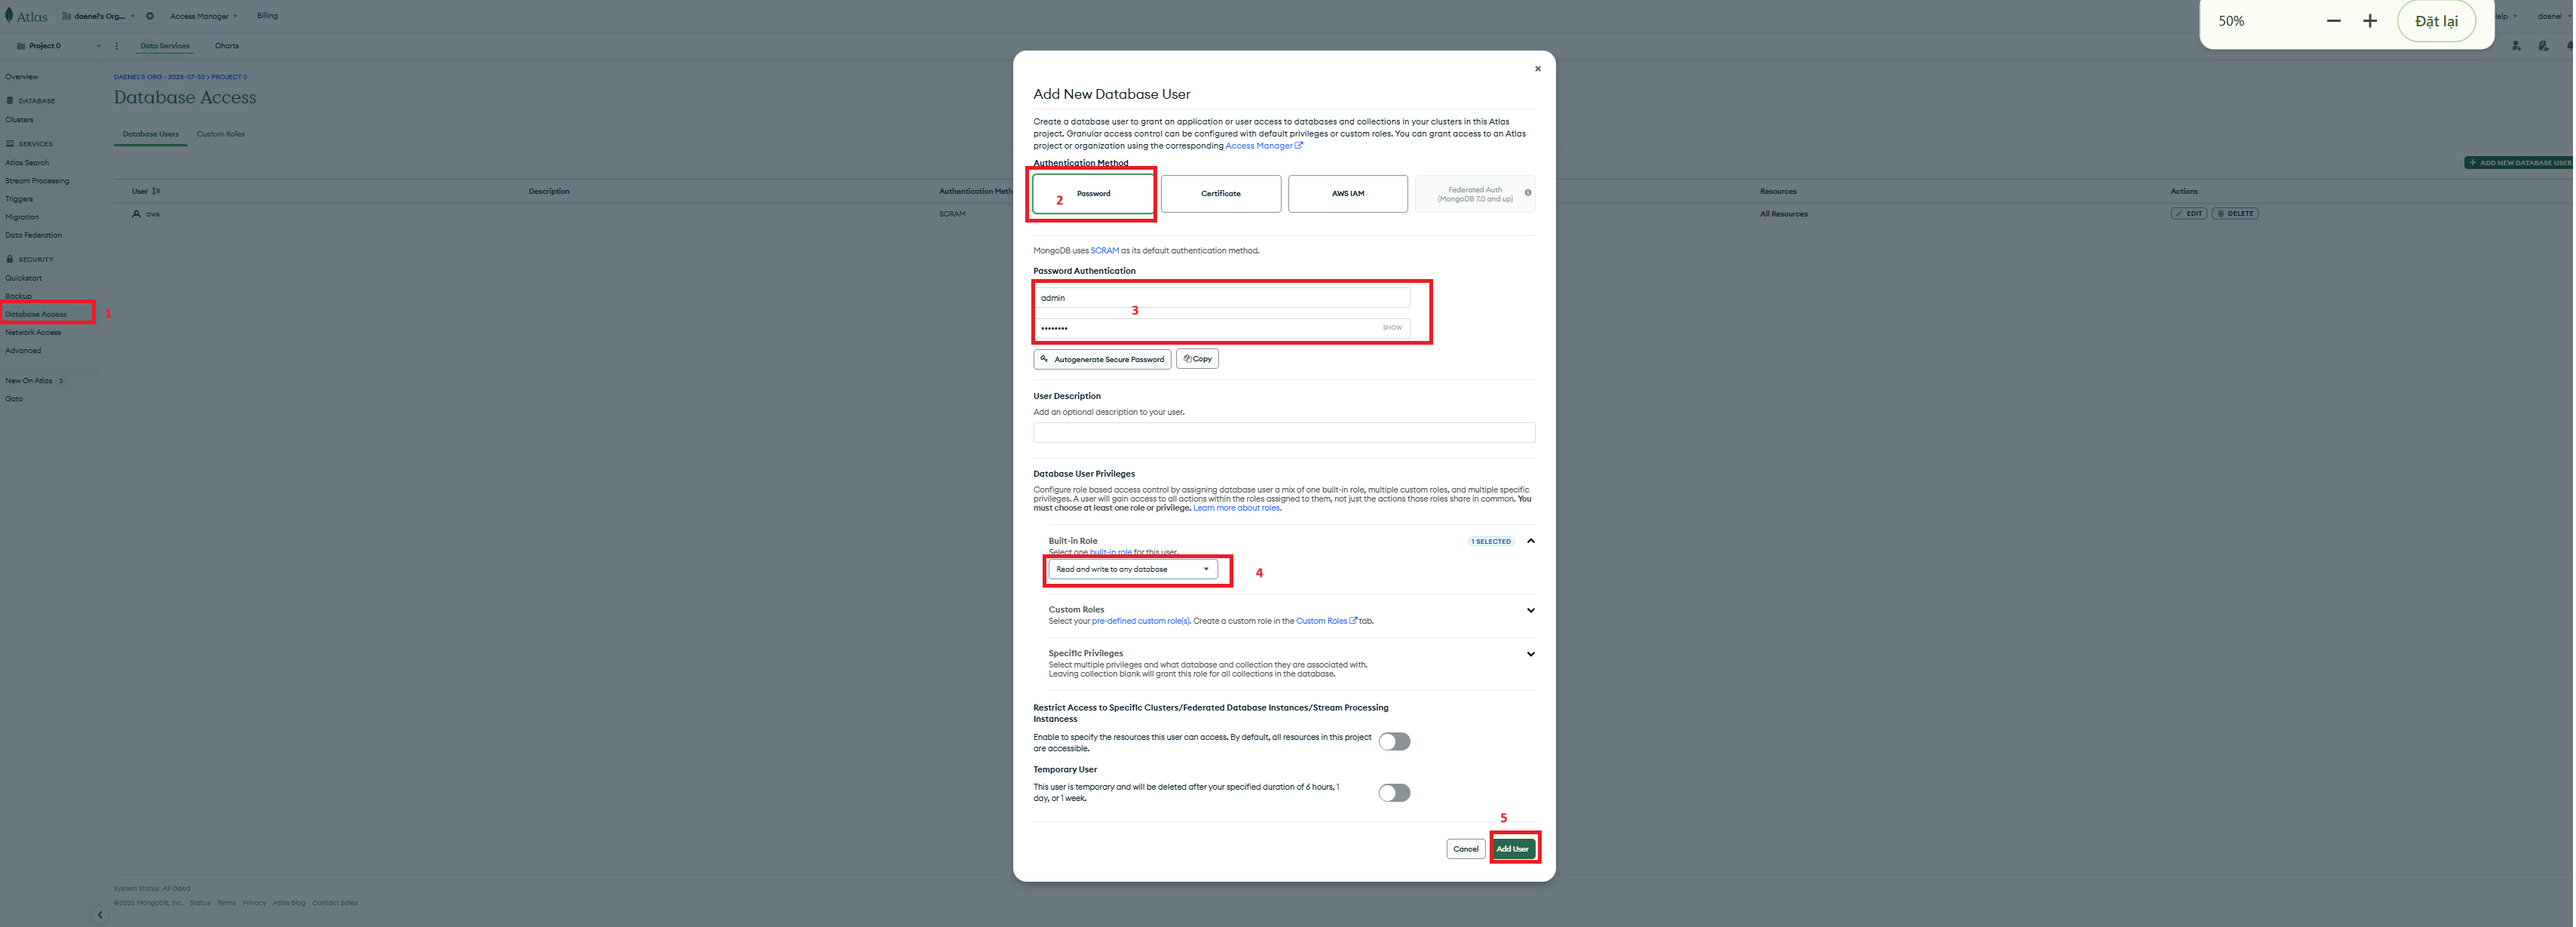 Atlas
daenel's Org...
Access Manager
Billing
50%
Đặt lại
Help
daenel
Project 0
Data Services
Charts
Overview
DATABASE
Clusters
SERVICES
Atlas Search
Stream Processing
Triggers
Migration
Data Federation
SECURITY
Quickstart
Backup
Database Access
1
Network Access
Advanced
New On Atlas 3
Goto
DAENEL'S ORG - 2025-07-30 > PROJECT 0
Database Access
Database Users
Custom Roles
+ ADD NEW DATABASE USER
User
Description
Authentication Meth
Resources
Actions
awa
SCRAM
All Resources
EDIT
DELETE
Add New Database User
Create a database user to grant an application or user access to databases and collections in your clusters in this Atlas
project. Granular access control can be configured with default privileges or custom roles. You can grant access to an Atlas
project or organization using the corresponding Access Manager
Authentication Method
Password
2
Certificate
AWS IAM
Federated Auth
(MongoDB 7.0 and up)
MongoDB uses SCRAM as its default authentication method.
Password Authentication
admin
3
••••••••
SHOW
Autogenerate Secure Password
Copy
User Description
Add an optional description to your user.
Database User Privileges
Configure role based access control by assigning database user a mix of one built-in role, multiple custom roles, and multiple specific
privileges. A user will gain access to all actions within the roles assigned to them, not just the actions those roles share in common. You
must choose at least one role or privilege. Learn more about roles.
Built-in Role
1 SELECTED
Select one built-in role for this user.
Read and write to any database
4
Custom Roles
Select your pre-defined custom role(s). Create a custom role in the Custom Roles tab.
Specific Privileges
Select multiple privileges and what database and collection they are associated with.
Leaving collection blank will grant this role for all collections in the database.
Restrict Access to Specific Clusters/Federated Database Instances/Stream Processing
Instancess
Enable to specify the resources this user can access. By default, all resources in this project
are accessible.
Temporary User
This user is temporary and will be deleted after your specified duration of 6 hours, 1
day, or 1 week.
5
Cancel
Add User
System Status: All Good
©2025 MongoDB, Inc.
Status
Terms
Privacy
Atlas Blog
Contact Sales